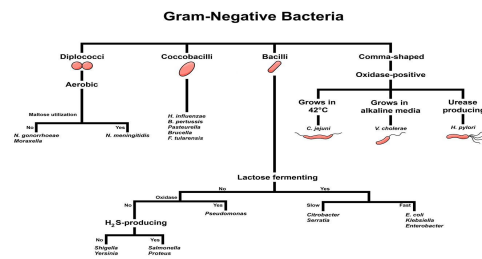 Gram-Negative Bacteria
Diplococci
Coccobacilli
Bacilli
Comma-shaped
Aerobic
Oxidase-positive
Maltose utilization
No
Yes
N. gonorrhoeae
Moraxella
N. meningitidis
H. influenzae
B. pertussis
Pasteurella
Brucella
F. tularensis
Grows in
42°C
Grows in
alkaline media
Urease
producing
C. jejuni
V. cholerae
H. pylori
Lactose fermenting
No
Yes
Oxidase
No
Yes
Pseudomonas
Slow
Fast
Citrobacter
Serratia
E. coli
Klebsiella
Enterobacter
H₂S-producing
No
Yes
Shigella
Yersinia
Salmonella
Proteus